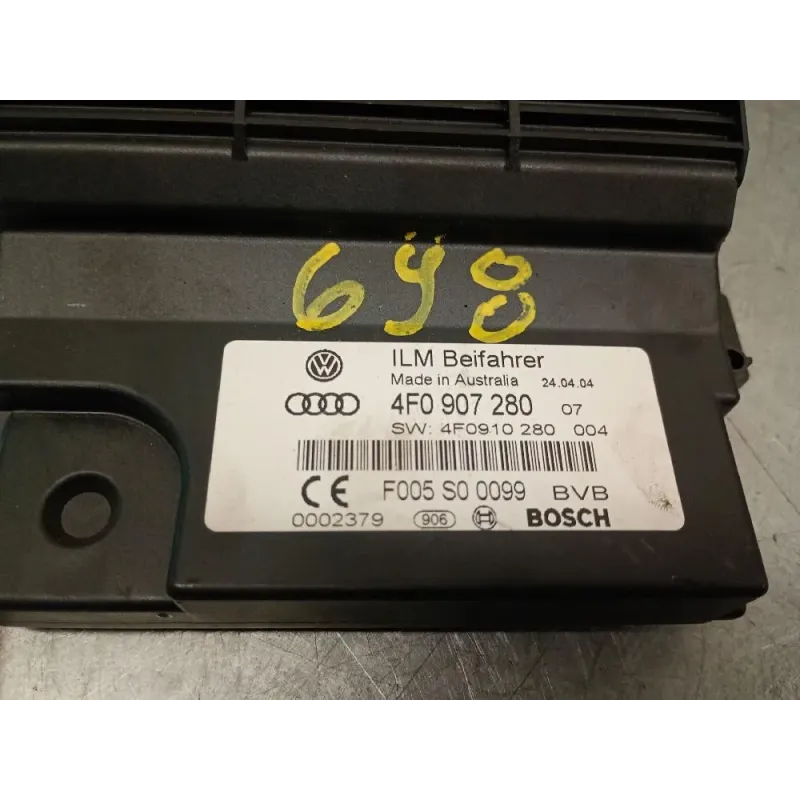 698
ILM Beifahrer
Made in Australia 24.04.04
4F0 907 280 07
SW: 4F0910 280 004
CE F005 S0 0099 BVB
0002379 906 BOSCH